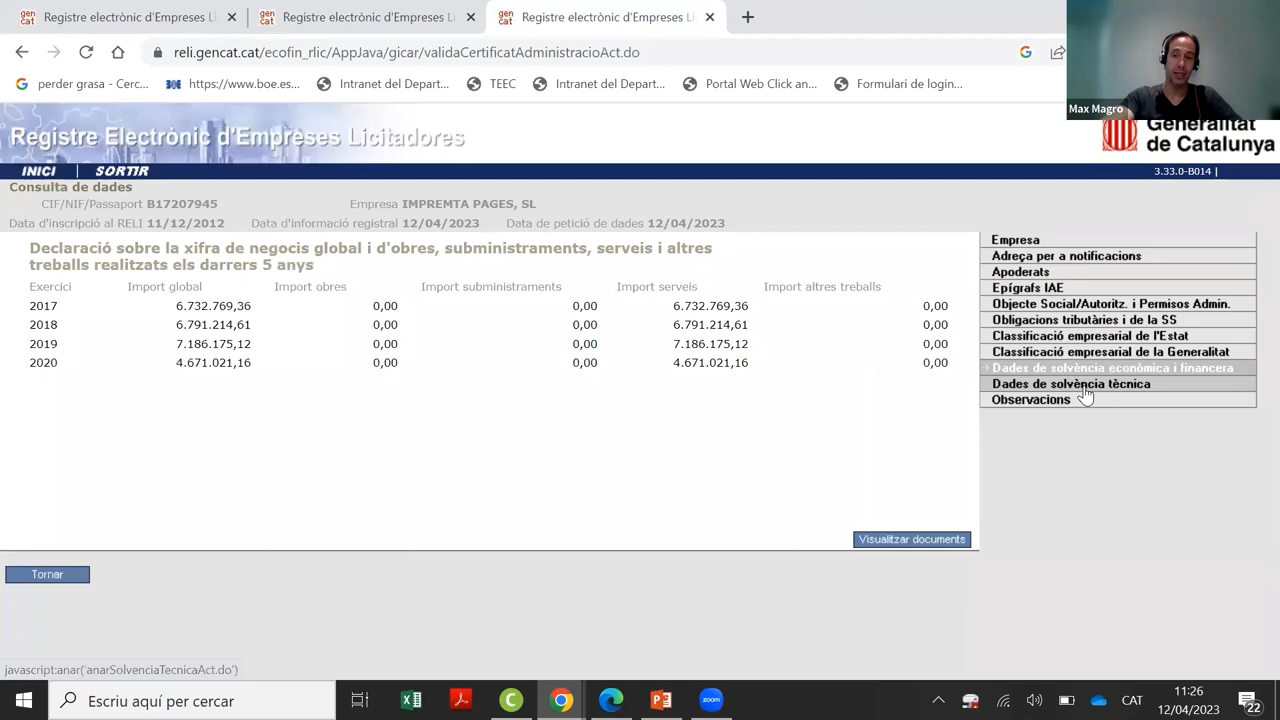 Registre electrònic d'Empreses Li
Registre electrònic d'Empreses L
Registre electrònic d'Empreses L
reli.gencat.cat/ecofin_rlic/AppJava/gicar/validaCertificatAdministracioAct.do
perder grasa - Cerc...
https://www.boe.es...
Intranet del Depart...
TEEC
Intranet del Depart...
Portal Web Click an...
Formulari de login...
Max Magro
Registre Electrònic d'Empreses Licitadores
Generalitat
de Catalunya
INICI | SORTIR
3.33.0-B014 |
Consulta de dades
CIF/NIF/Passaport B17207945 Empresa IMPREMTA PAGES, SL
Data d'inscripció al RELI 11/12/2012 Data d'informació registral 12/04/2023 Data de petició de dades 12/04/2023
Declaració sobre la xifra de negocis global i d'obres, subministraments, serveis i altres
treballs realitzats els darrers 5 anys
Exercici Import global Import obres Import subministraments Import serveis Import altres treballs
2017 6.732.769,36 0,00 0,00 6.732.769,36 0,00
2018 6.791.214,61 0,00 0,00 6.791.214,61 0,00
2019 7.186.175,12 0,00 0,00 7.186.175,12 0,00
2020 4.671.021,16 0,00 0,00 4.671.021,16 0,00
Empresa
Adreça per a notificacions
Apoderats
Epígrafs IAE
Objecte Social/Autoritz. i Permisos Admin.
Obligacions tributàries i de la SS
Classificació empresarial de l'Estat
Classificació empresarial de la Generalitat
Dades de solvència econòmica i financera
Dades de solvència tècnica
Observacions
Visualitzar documents
Tornar
javascript:anar('anarSolvenciaTecnicaAct.do')
Escriu aquí per cercar
zoom
CAT
11:26
12/04/2023
22